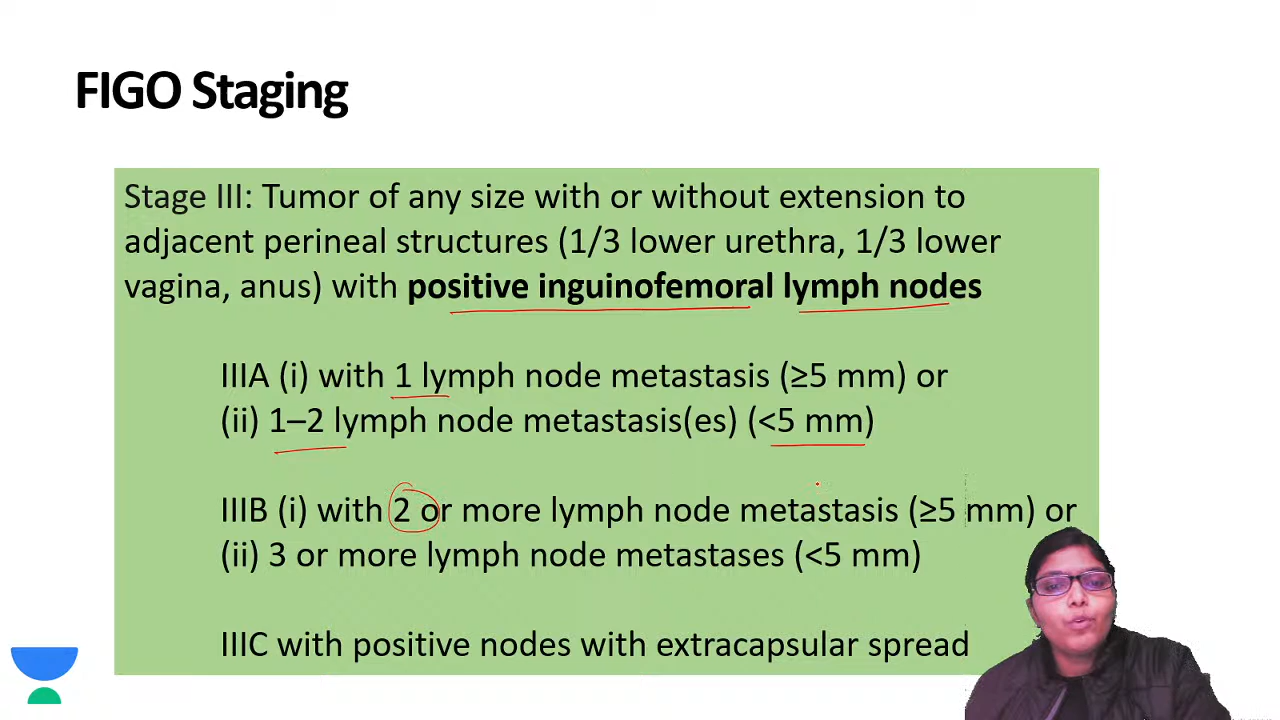 FIGO Staging
Stage III: Tumor of any size with or without extension to
adjacent perineal structures (1/3 lower urethra, 1/3 lower
vagina, anus) with positive inguinofemoral lymph nodes
IIIA (i) with 1 lymph node metastasis (≥5 mm) or
(ii) 1–2 lymph node metastasis(es) (<5 mm)
IIIB (i) with 2 or more lymph node metastasis (≥5 mm) or
(ii) 3 or more lymph node metastases (<5 mm)
IIIC with positive nodes with extracapsular spread